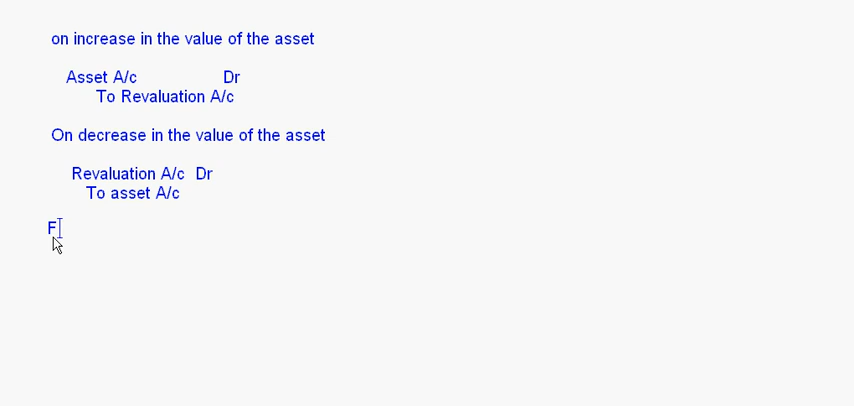 on increase in the value of the asset
Asset A/c Dr
To Revaluation A/c
On decrease in the value of the asset
Revaluation A/c Dr
To asset A/c
F